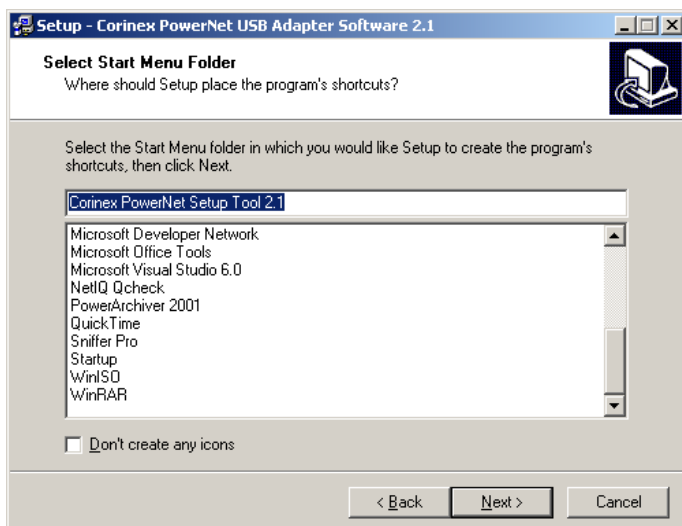 Setup - Corinex PowerNet USB Adapter Software 2.1
Select Start Menu Folder
Where should Setup place the program's shortcuts?
Select the Start Menu folder in which you would like Setup to create the program's
shortcuts, then click Next.
Corinex PowerNet Setup Tool 2.1
Microsoft Developer Network
Microsoft Office Tools
Microsoft Visual Studio 6.0
NetIQ Qcheck
PowerArchiver 2001
QuickTime
Sniffer Pro
Startup
WinISO
WinRAR
Don't create any icons
< Back Next > Cancel